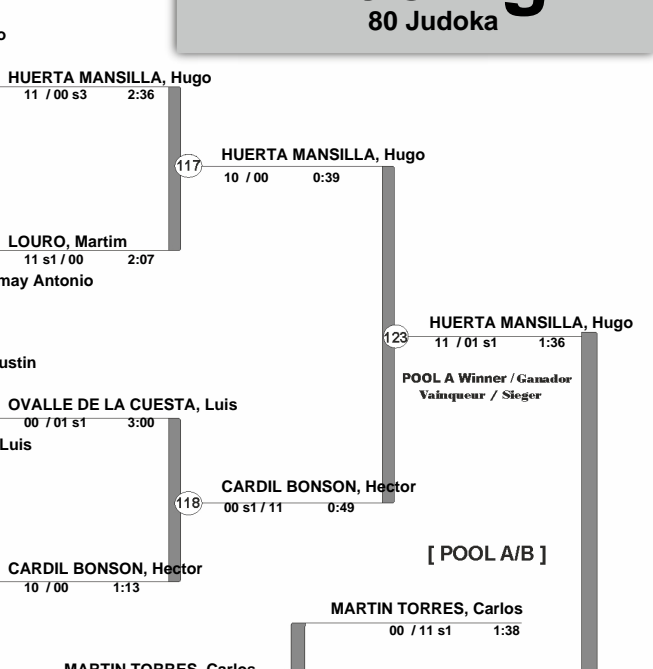 80 Judoka
HUERTA MANSILLA, Hugo
11 / 00 s3 2:36
117
HUERTA MANSILLA, Hugo
10 / 00 0:39
LOURO, Martim
11 s1 / 00 2:07
may Antonio
123
HUERTA MANSILLA, Hugo
11 / 01 s1 1:36
ustin
POOL A Winner / Ganador
Vainqueur / Sieger
OVALLE DE LA CUESTA, Luis
00 / 01 s1 3:00
Luis
118
CARDIL BONSON, Hector
00 s1 / 11 0:49
[ POOL A/B ]
CARDIL BONSON, Hector
10 / 00 1:13
MARTIN TORRES, Carlos
00 / 11 s1 1:38
MARTIN TORRES, Carlos